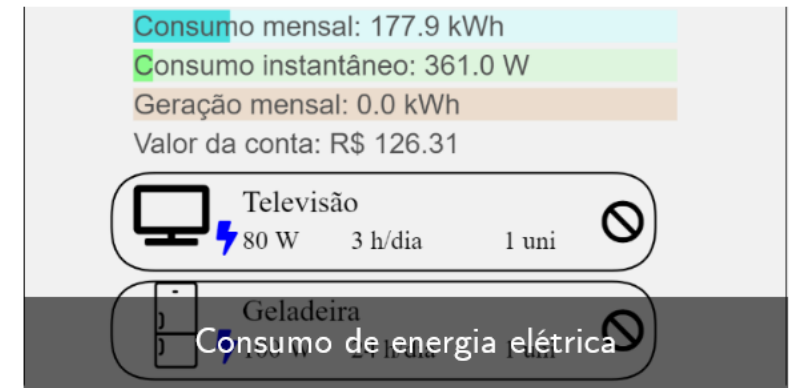 Consumo mensal: 177.9 kWh
Consumo instantâneo: 361.0 W
Geração mensal: 0.0 kWh
Valor da conta: R$ 126.31
Televisão
80 W 3 h/dia 1 uni
Geladeira
Consumo de energia elétrica